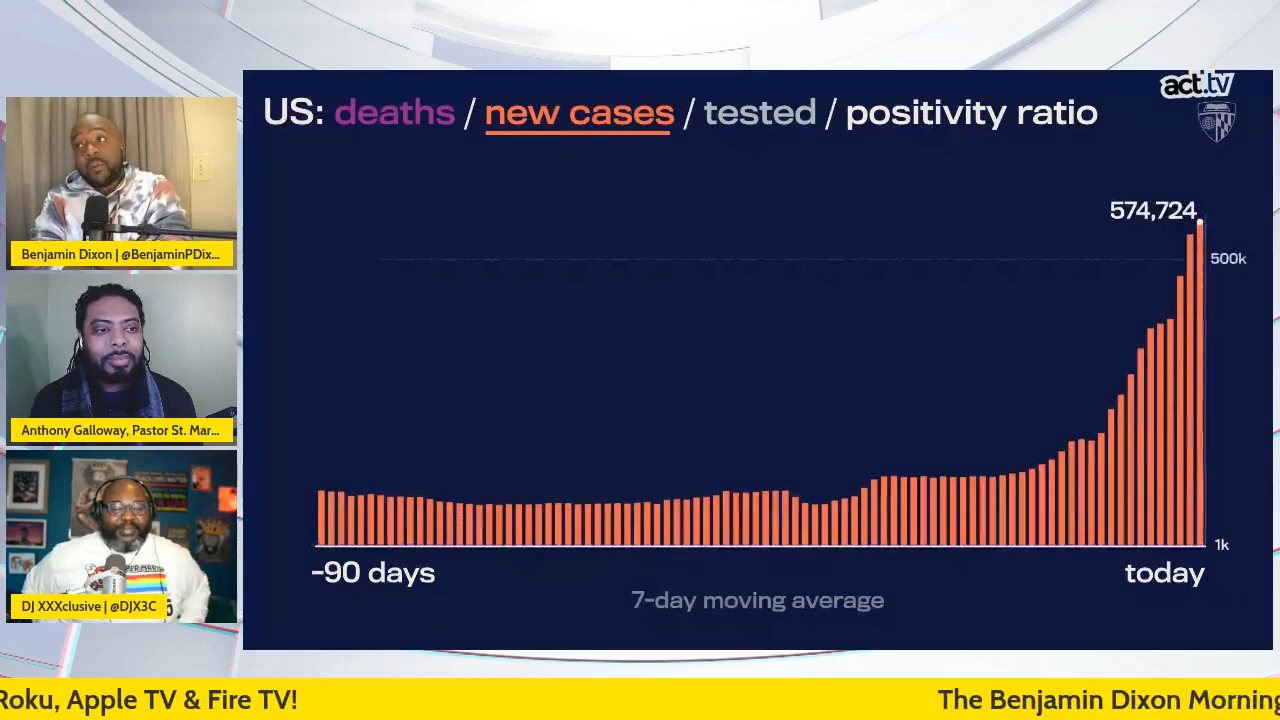 act.tv
US: deaths / new cases / tested / positivity ratio
574,724
500k
1k
-90 days
today
7-day moving average
Benjamin Dixon | @BenjaminPDix...
Anthony Galloway, Pastor St. Mar...
DJ XXXclusive | @DJX3C
Roku, Apple TV & Fire TV!
The Benjamin Dixon Morning